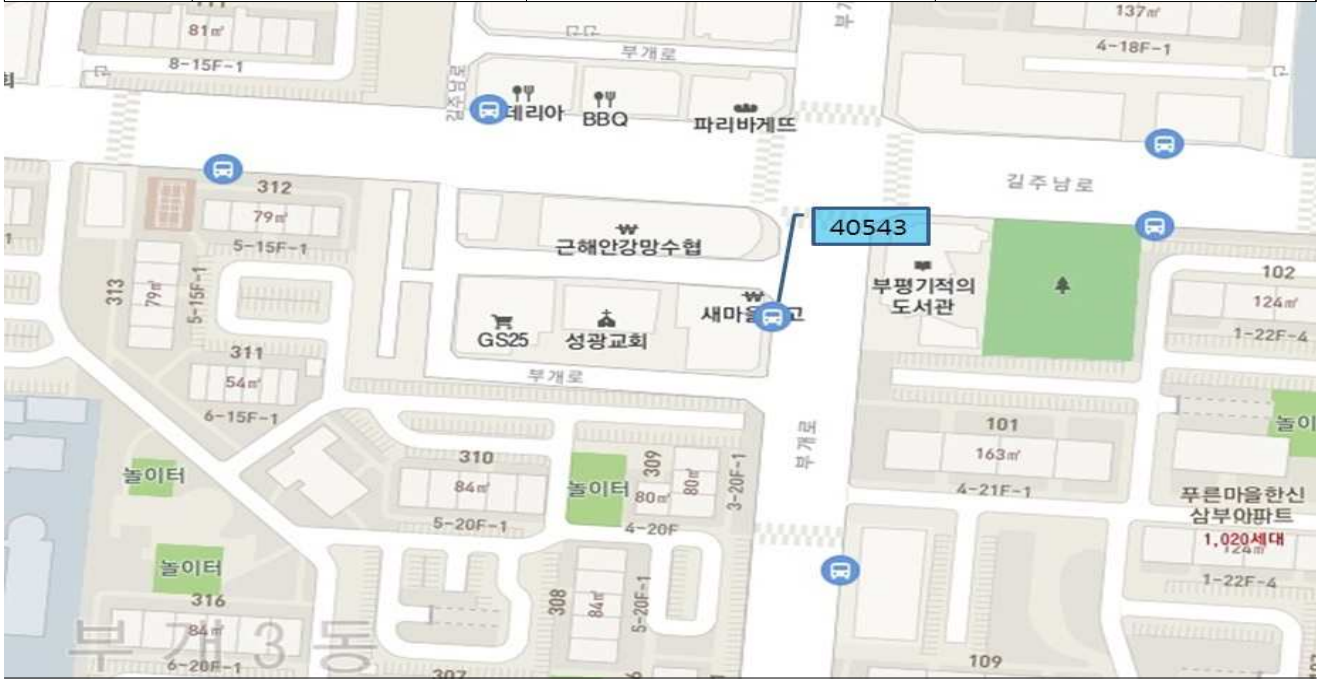 81㎡
8-15F-1
부개로
137㎡
4-18F-1
길주남로
데리아
BBQ
파리바게뜨
길주남로
312
79㎡
5-15F-1
근해안강망수협
40543
부평기적의
도서관
102
124㎡
1-22F-4
313
79㎡
5-15F-1
GS25
성광교회
부개로
311
54㎡
6-15F-1
부개로
101
163㎡
4-21F-1
놀이터
310
84㎡
5-20F-1
놀이터
309
80㎡
80㎡
3-20F-1
4-20F
푸른마을한신
삼부아파트
1,020세대
124㎡
1-22F-4
놀이터
316
84㎡
6-20F-1
부개3동
308
84㎡
5-20F-1
307
109